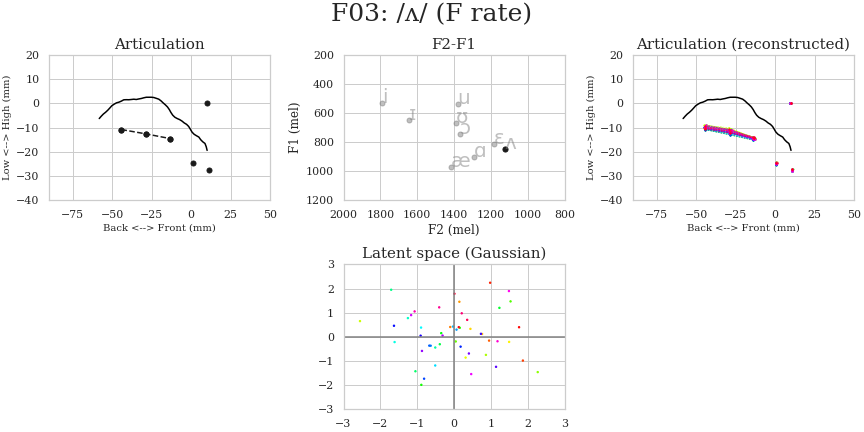 F03: /ʌ/ (F rate)
Articulation
F2-F1
Articulation (reconstructed)
20
10
0
−10
−20
−30
−40
Low <--> High (mm)
−75 −50 −25 0 25 50
Back <--> Front (mm)
200
400
600
800
1000
1200
F1 (mel)
i
u
ɪ
ʊ
ɔ
ɛ
ʌ
ɑ
æ
2000 1800 1600 1400 1200 1000 800
F2 (mel)
20
10
0
−10
−20
−30
−40
Low <--> High (mm)
−75 −50 −25 0 25 50
Back <--> Front (mm)
Latent space (Gaussian)
3
2
1
0
−1
−2
−3
−3 −2 −1 0 1 2 3